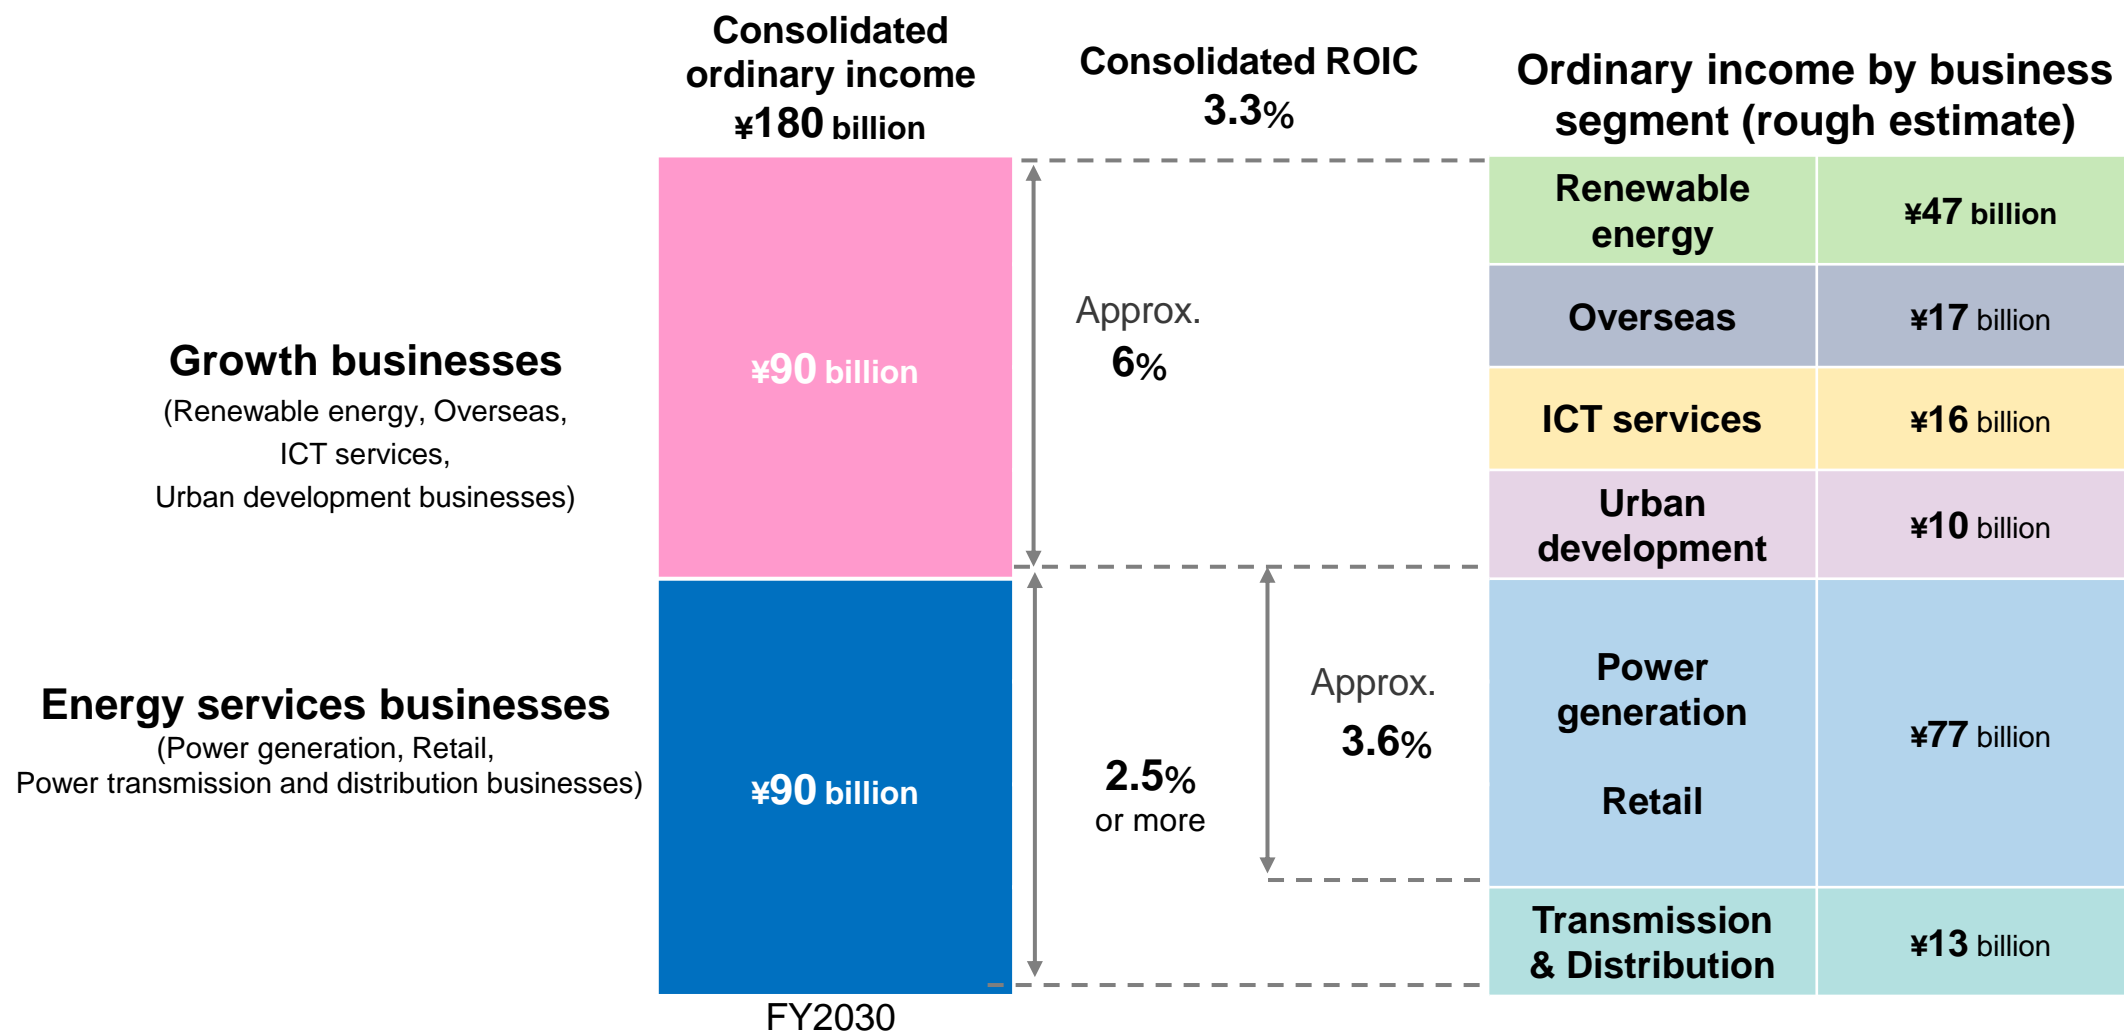 Consolidated
ordinary income
¥180 billion
Consolidated ROIC
3.3%
Ordinary income by business
segment (rough estimate)
Growth businesses
(Renewable energy, Overseas,
ICT services,
Urban development businesses)
¥90 billion
Approx.
6%
Renewable
energy
¥47 billion
Overseas
¥17 billion
ICT services
¥16 billion
Urban
development
¥10 billion
Energy services businesses
(Power generation, Retail,
Power transmission and distribution businesses)
¥90 billion
2.5%
or more
Approx.
3.6%
Power
generation
Retail
¥77 billion
Transmission
& Distribution
¥13 billion
FY2030